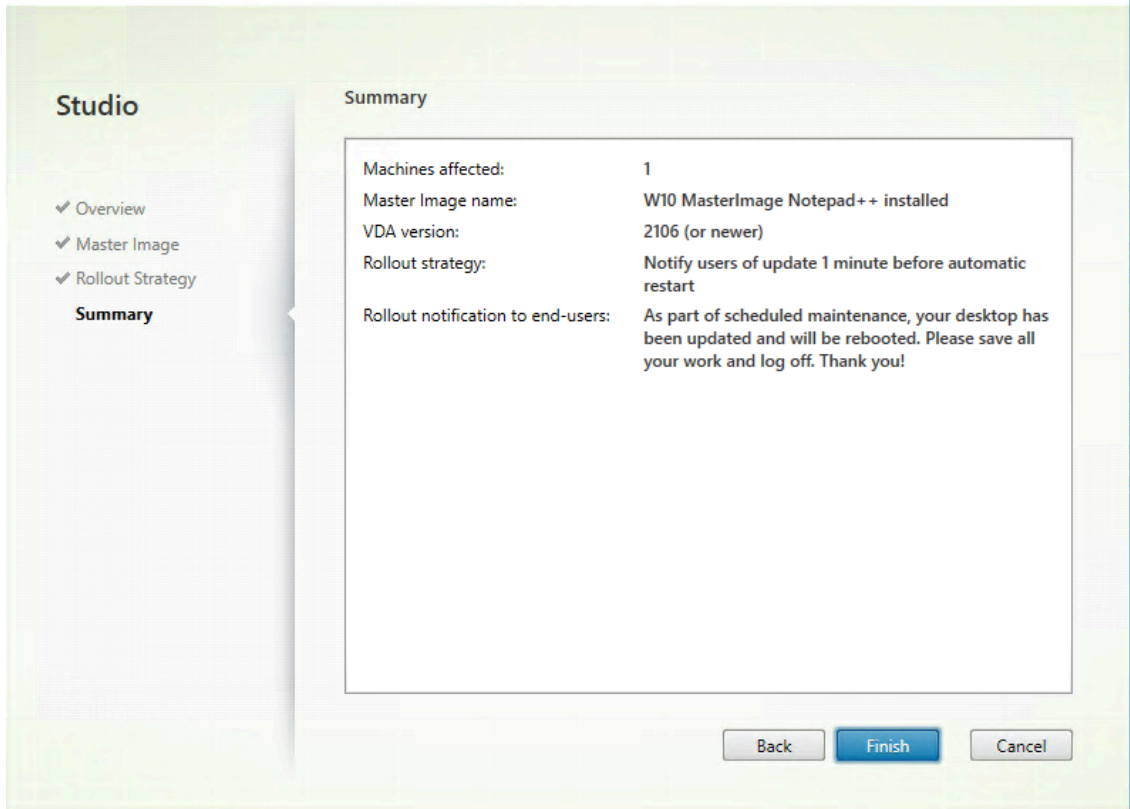 Studio
Overview
Master Image
Rollout Strategy
Summary
Summary
Machines affected: 1
Master Image name: W10 MasterImage Notepad++ installed
VDA version: 2106 (or newer)
Rollout strategy: Notify users of update 1 minute before automatic
restart
Rollout notification to end-users: As part of scheduled maintenance, your desktop has
been updated and will be rebooted. Please save all
your work and log off. Thank you!
Back Finish Cancel